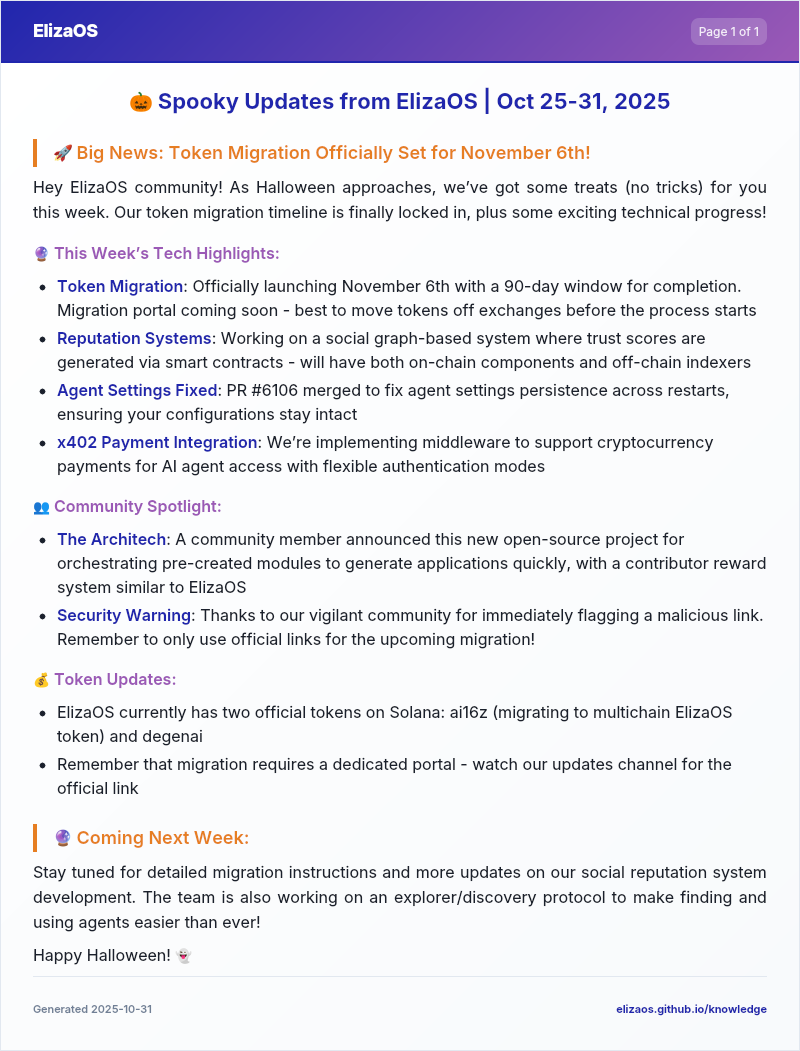 ElizaOS
Page 1 of 1
🎃 Spooky Updates from ElizaOS | Oct 25-31, 2025
🚀 Big News: Token Migration Officially Set for November 6th!
Hey ElizaOS community! As Halloween approaches, we’ve got some treats (no tricks) for you
this week. Our token migration timeline is finally locked in, plus some exciting technical progress!
🔮 This Week’s Tech Highlights:
• Token Migration: Officially launching November 6th with a 90-day window for completion.
Migration portal coming soon - best to move tokens off exchanges before the process starts
• Reputation Systems: Working on a social graph-based system where trust scores are
generated via smart contracts - will have both on-chain components and off-chain indexers
• Agent Settings Fixed: PR #6106 merged to fix agent settings persistence across restarts,
ensuring your configurations stay intact
• x402 Payment Integration: We’re implementing middleware to support cryptocurrency
payments for AI agent access with flexible authentication modes
👥 Community Spotlight:
• The Architech: A community member announced this new open-source project for
orchestrating pre-created modules to generate applications quickly, with a contributor reward
system similar to ElizaOS
• Security Warning: Thanks to our vigilant community for immediately flagging a malicious link.
Remember to only use official links for the upcoming migration!
💰 Token Updates:
• ElizaOS currently has two official tokens on Solana: ai16z (migrating to multichain ElizaOS
token) and degenai
• Remember that migration requires a dedicated portal - watch our updates channel for the
official link
🔮 Coming Next Week:
Stay tuned for detailed migration instructions and more updates on our social reputation system
development. The team is also working on an explorer/discovery protocol to make finding and
using agents easier than ever!
Happy Halloween! 👻
Generated 2025-10-31
elizaos.github.io/knowledge